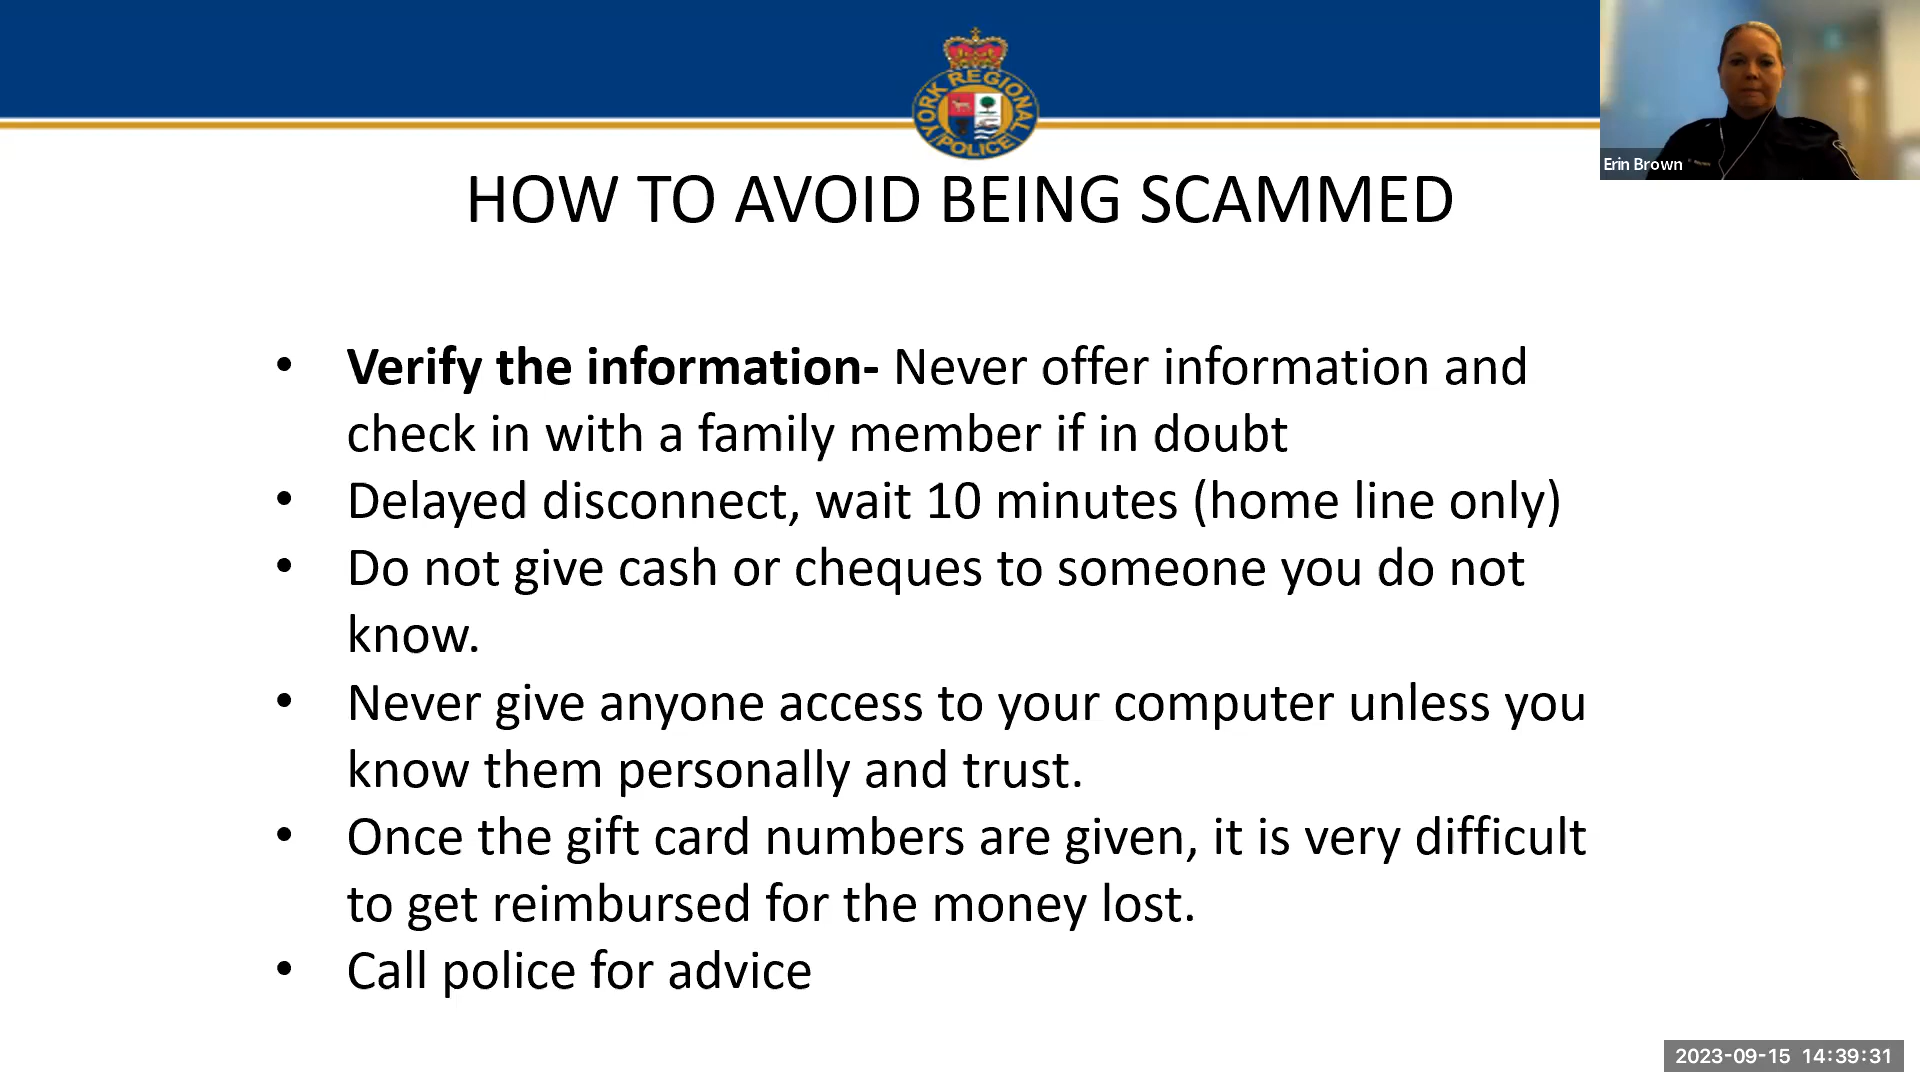 YORK REGIONAL
POLICE
Erin Brown
HOW TO AVOID BEING SCAMMED
• Verify the information- Never offer information and
check in with a family member if in doubt
• Delayed disconnect, wait 10 minutes (home line only)
• Do not give cash or cheques to someone you do not
know.
• Never give anyone access to your computer unless you
know them personally and trust.
• Once the gift card numbers are given, it is very difficult
to get reimbursed for the money lost.
• Call police for advice
2023-09-15 14:39:31